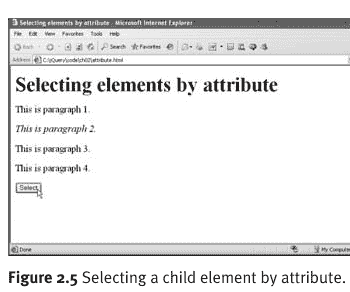 Selecting elements by attribute - Microsoft Internet Explorer
File Edit View Favorites Tools Help
Back Search Favorites
Address C:\jQuery\code\ch02\attribute.html
Selecting elements by attribute
This is paragraph 1.
This is paragraph 2.
This is paragraph 3.
This is paragraph 4.
Select
Done My Computer
Figure 2.5 Selecting a child element by attribute.